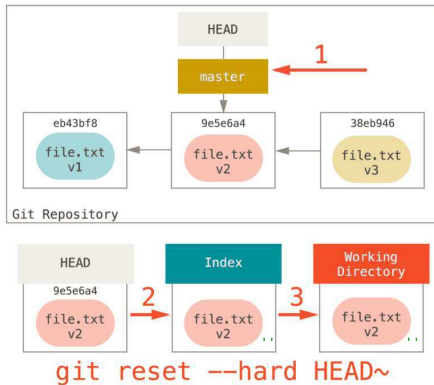 HEAD
1
master
eb43bf8
9e5e6a4
38eb946
file.txt
v1
file.txt
v2
file.txt
v3
Git Repository
HEAD
Index
Working
Directory
9e5e6a4
2
3
file.txt
v2
file.txt
v2
file.txt
v2
git reset --hard HEAD~